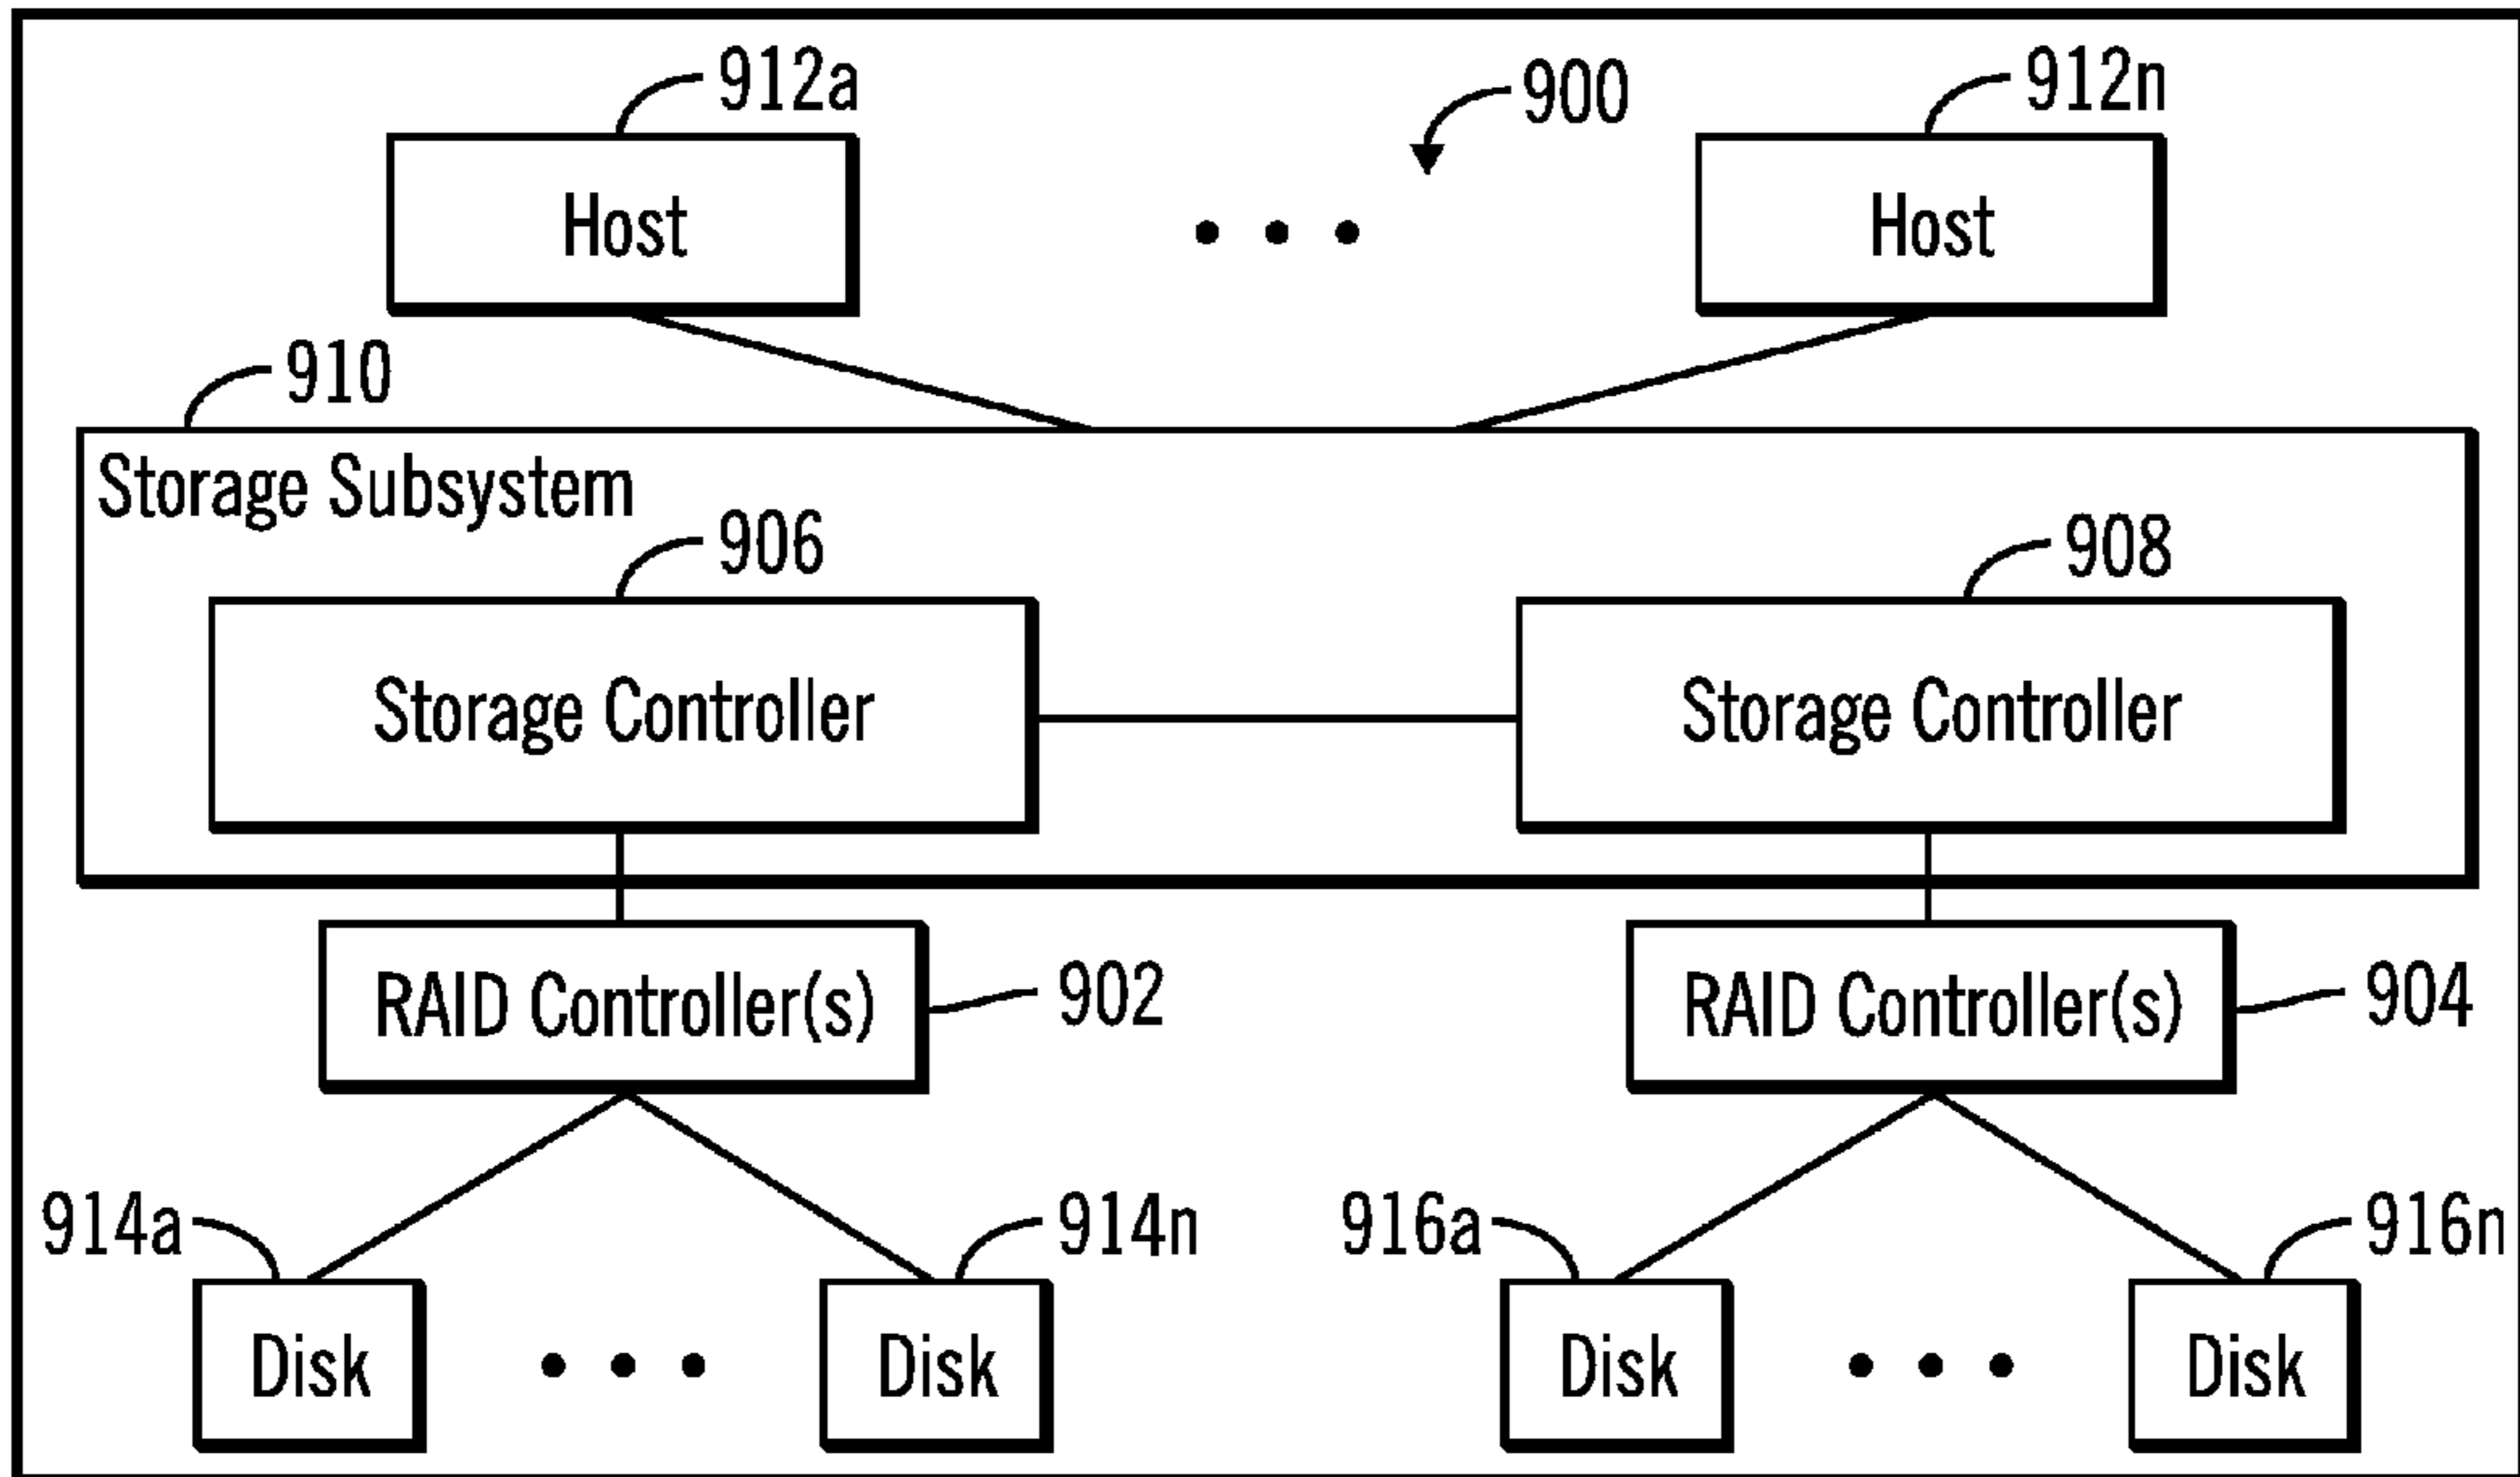 912a
900
912n
Host
Host
910
Storage Subsystem
906
908
Storage Controller
Storage Controller
RAID Controller(s)
902
RAID Controller(s)
904
914a
914n
916a
916n
Disk
Disk
Disk
Disk